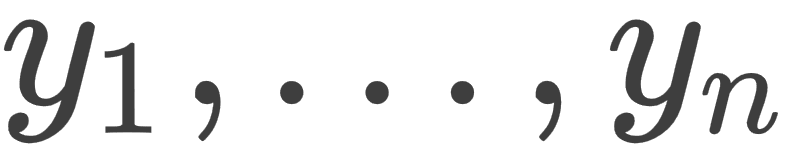 y₁, . . . , yₙ